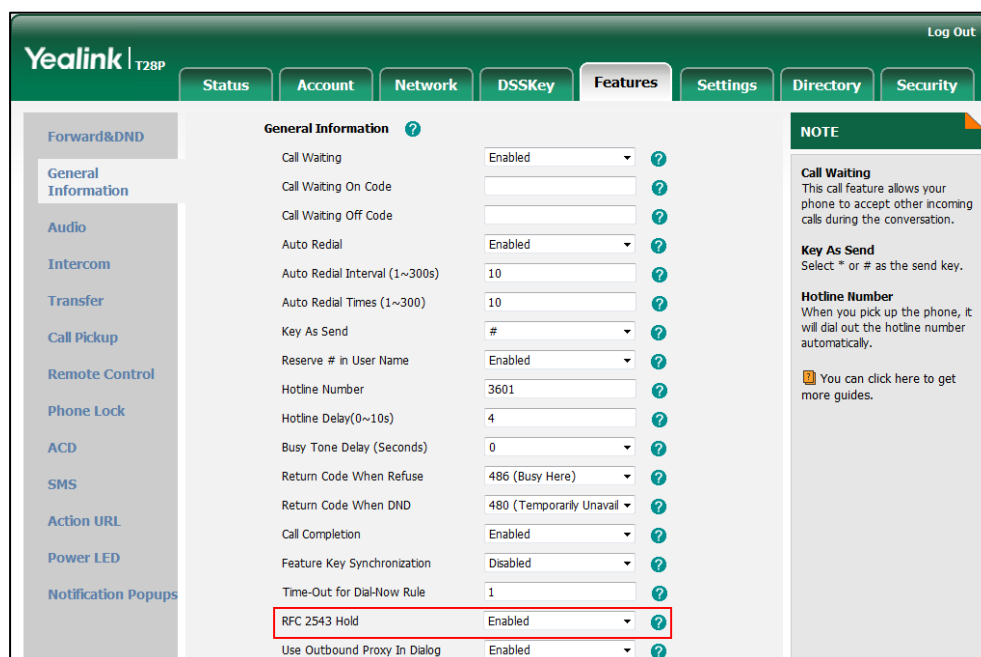 Log Out
Yealink T28P
Status Account Network DSSKey Features Settings Directory Security
Forward&DND
General
Information
Audio
Intercom
Transfer
Call Pickup
Remote Control
Phone Lock
ACD
SMS
Action URL
Power LED
Notification Popups
General Information ?
Call Waiting Enabled ?
Call Waiting On Code ?
Call Waiting Off Code ?
Auto Redial Enabled ?
Auto Redial Interval (1~300s) 10 ?
Auto Redial Times (1~300) 10 ?
Key As Send # ?
Reserve # in User Name Enabled ?
Hotline Number 3601 ?
Hotline Delay(0~10s) 4 ?
Busy Tone Delay (Seconds) 0 ?
Return Code When Refuse 486 (Busy Here) ?
Return Code When DND 480 (Temporarily Unavail ?
Call Completion Enabled ?
Feature Key Synchronization Disabled ?
Time-Out for Dial-Now Rule 1 ?
RFC 2543 Hold Enabled ?
Use Outbound Proxy In Dialog Enabled ?
NOTE
Call Waiting
This call feature allows your
phone to accept other incoming
calls during the conversation.
Key As Send
Select * or # as the send key.
Hotline Number
When you pick up the phone, it
will dial out the hotline number
automatically.
? You can click here to get
more guides.